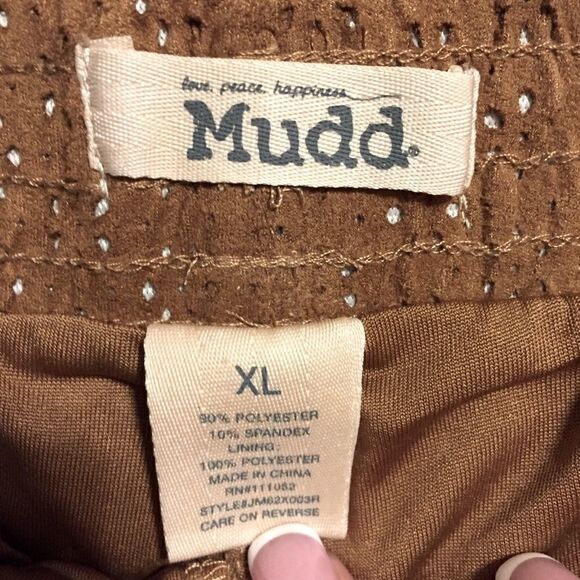 love. peace. happiness
Mudd®
XL
90% POLYESTER
10% SPANDEX
LINING:
100% POLYESTER
MADE IN CHINA
RN#111052
STYLE#JM62X003R
CARE ON REVERSE